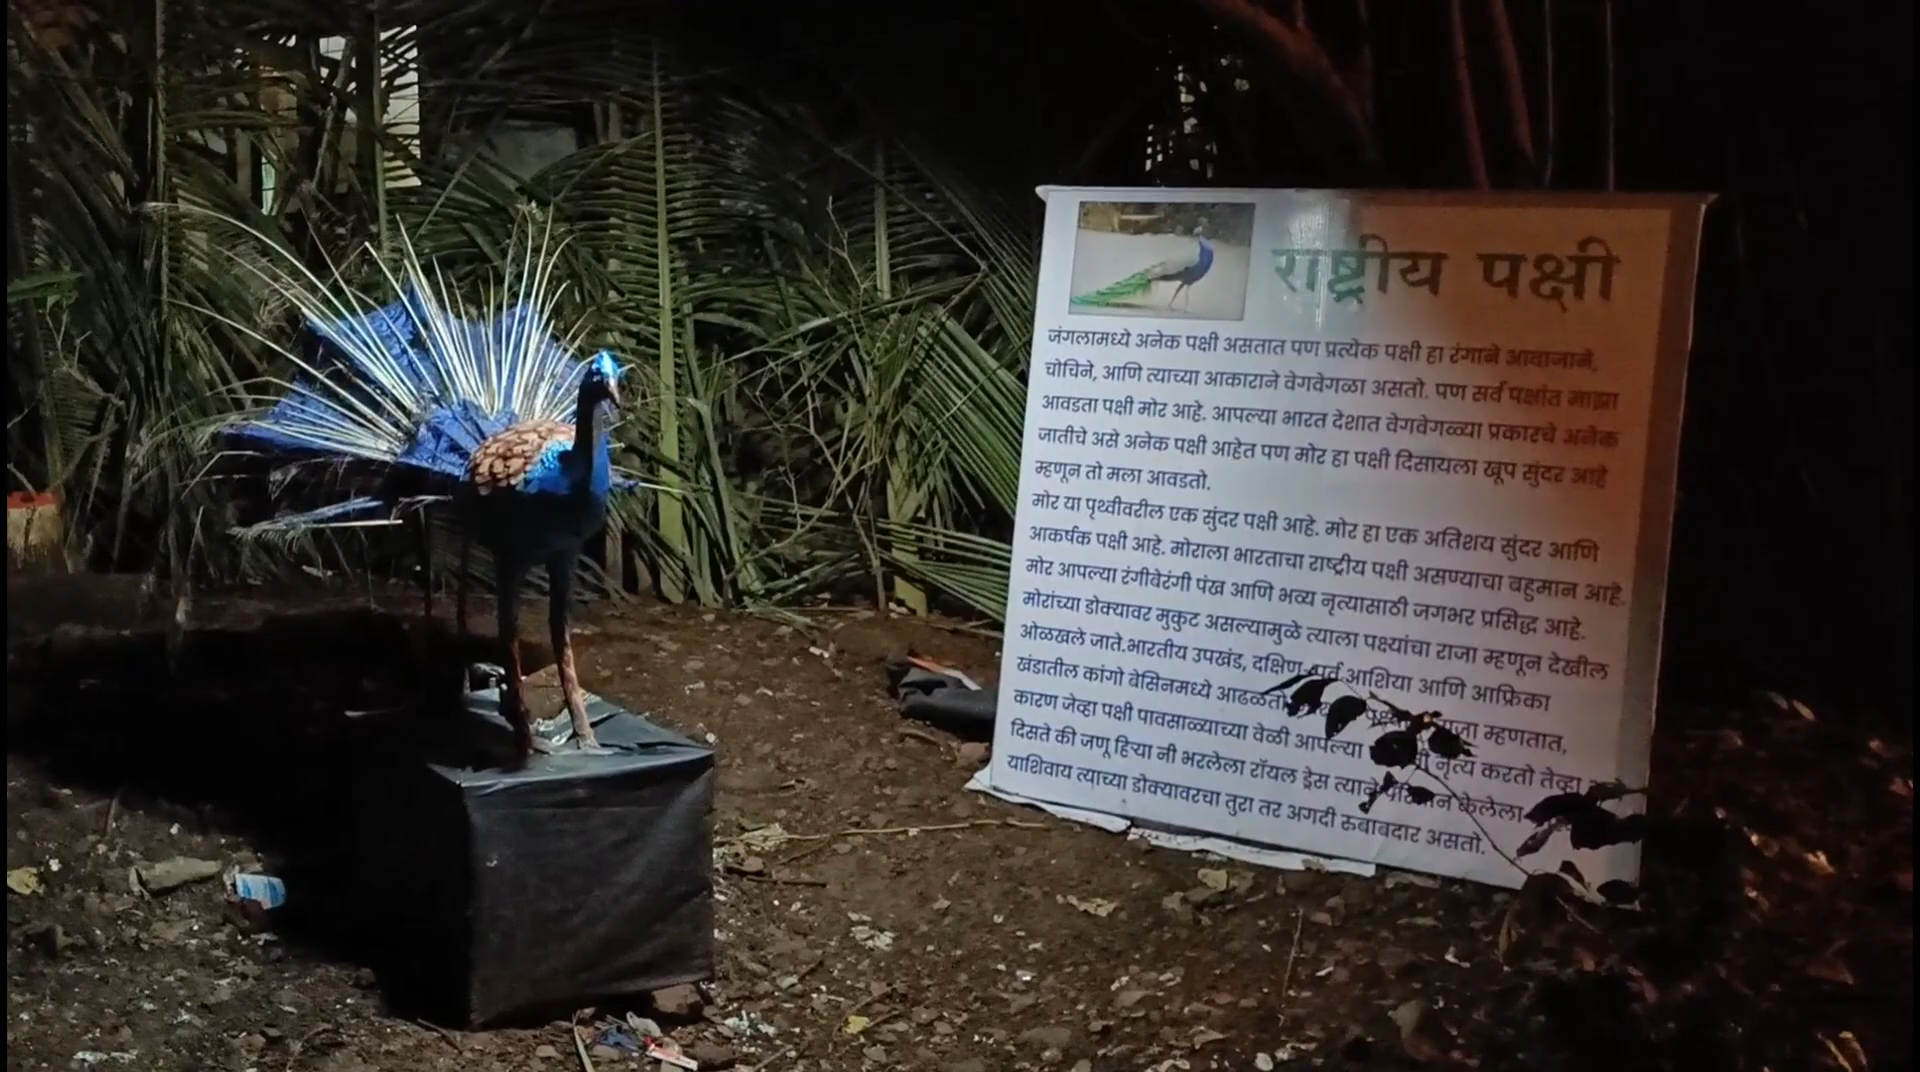 राष्ट्रीय पक्षी
जंगलामध्ये अनेक पक्षी असतात पण प्रत्येक पक्षी हा रंगाने आवाजाने,
चोचिने, आणि त्याच्या आकाराने वेगवेगळा असतो. पण सर्व पक्षांत माझा
आवडता पक्षी मोर आहे. आपल्या भारत देशात वेगवेगळ्या प्रकारचे अनेक
जातीचे असे अनेक पक्षी आहेत पण मोर हा पक्षी दिसायला खूप सुंदर आहे
म्हणून तो मला आवडतो.
मोर या पृथ्वीवरील एक सुंदर पक्षी आहे. मोर हा एक अतिशय सुंदर आणि
आकर्षक पक्षी आहे. मोराला भारताचा राष्ट्रीय पक्षी असण्याचा बहुमान आहे.
मोर आपल्या रंगीबेरंगी पंख आणि भव्य नृत्यासाठी जगभर प्रसिद्ध आहे.
मोरांच्या डोक्यावर मुकुट असल्यामुळे त्याला पक्ष्यांचा राजा म्हणून देखील
ओळखले जाते.भारतीय उपखंड, दक्षिण-पूर्व आशिया आणि आफ्रिका
खंडातील कांगो बेसिनमध्ये आढळतो म्हणतात,
कारण जेव्हा पक्षी पावसाळ्याच्या वेळी आपल्या नृत्य करतो तेव्हा
दिसते की जणू हिऱ्या नी भरलेला रॉयल ड्रेस त्याने केलेला
याशिवाय त्याच्या डोक्यावरचा तुरा तर अगदी रुबाबदार असतो.